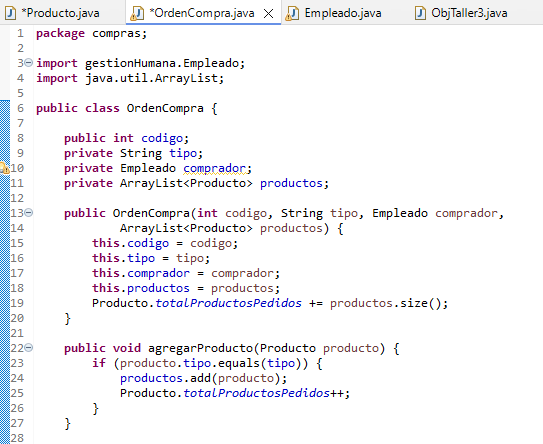 *Producto.java *OrdenCompra.java Empleado.java ObjTaller3.java
1 package compras;
2
3 import gestionHumana.Empleado;
4 import java.util.ArrayList;
5
6 public class OrdenCompra {
7
8 public int codigo;
9 private String tipo;
10 private Empleado comprador;
11 private ArrayList<Producto> productos;
12
13 public OrdenCompra(int codigo, String tipo, Empleado comprador,
14 ArrayList<Producto> productos) {
15 this.codigo = codigo;
16 this.tipo = tipo;
17 this.comprador = comprador;
18 this.productos = productos;
19 Producto.totalProductosPedidos += productos.size();
20 }
21
22 public void agregarProducto(Producto producto) {
23 if (producto.tipo.equals(tipo)) {
24 productos.add(producto);
25 Producto.totalProductosPedidos++;
26 }
27 }
28